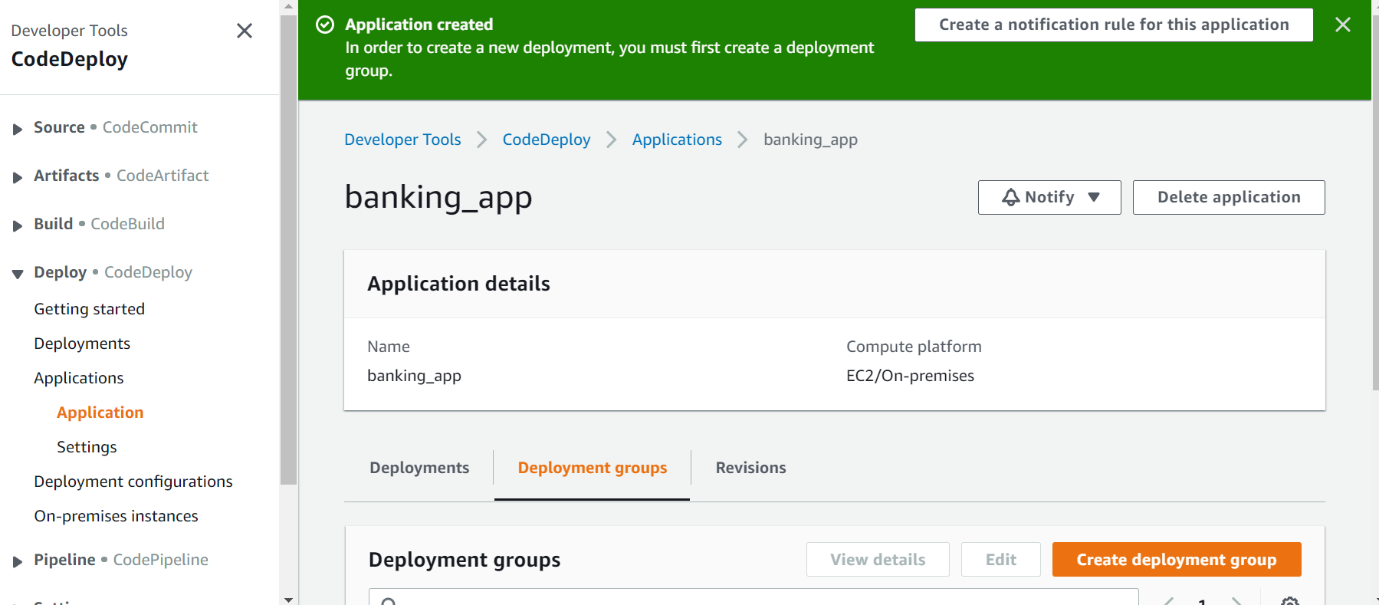 Developer Tools
CodeDeploy
Source • CodeCommit
Artifacts • CodeArtifact
Build • CodeBuild
Deploy • CodeDeploy
Getting started
Deployments
Applications
Application
Settings
Deployment configurations
On-premises instances
Pipeline • CodePipeline
Application created
In order to create a new deployment, you must first create a deployment
group.
Create a notification rule for this application
Developer Tools > CodeDeploy > Applications > banking_app
banking_app
Notify
Delete application
Application details
Name
banking_app
Compute platform
EC2/On-premises
Deployments
Deployment groups
Revisions
Deployment groups
View details
Edit
Create deployment group
1